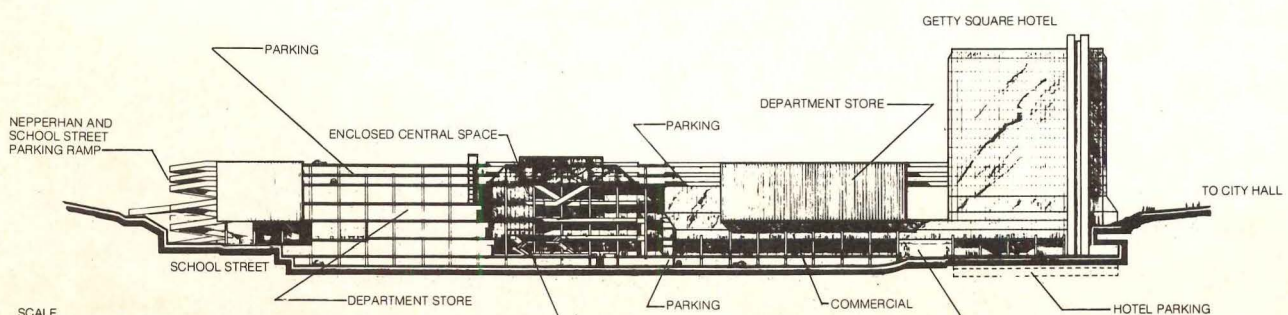 GETTY SQUARE HOTEL
PARKING
DEPARTMENT STORE
NEPPERHAN AND
SCHOOL STREET
PARKING RAMP
ENCLOSED CENTRAL SPACE
PARKING
TO CITY HALL
SCHOOL STREET
DEPARTMENT STORE
PARKING
COMMERCIAL
HOTEL PARKING
SCALE